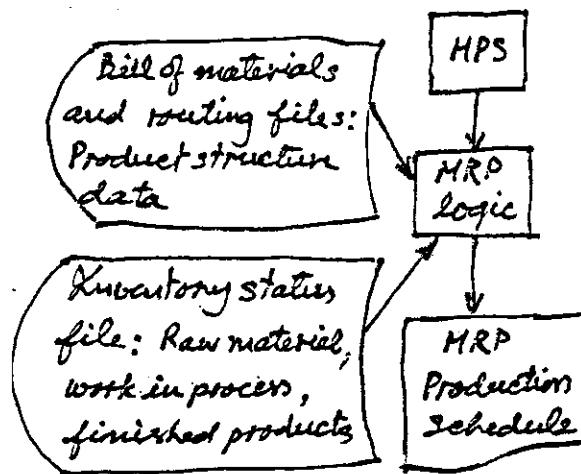 Bill of materials
and routing files:
Product structure
data
MPS
MRP
logic
Inventory status
file: Raw material,
work in process,
finished products
MRP
Production
schedule